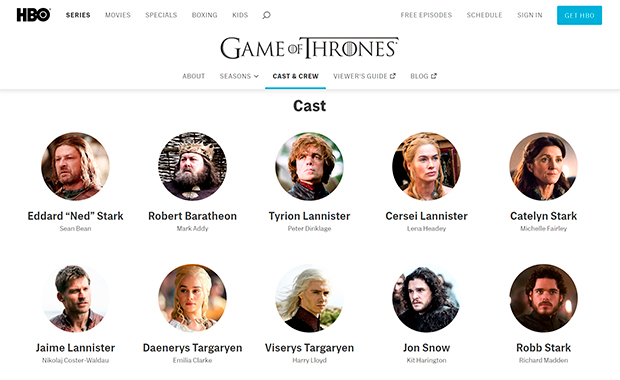 HBO SERIES MOVIES SPECIALS BOXING KIDS FREE EPISODES SCHEDULE SIGN IN GET HBO
GAME OF THRONES
ABOUT SEASONS CAST & CREW VIEWER'S GUIDE BLOG
Cast
Eddard “Ned” Stark Robert Baratheon Tyrion Lannister Cersei Lannister Catelyn Stark
Sean Bean Mark Addy Peter Dinklage Lena Headey Michelle Fairley
Jaime Lannister Daenerys Targaryen Viserys Targaryen Jon Snow Robb Stark
Nikolaj Coster-Waldau Emilia Clarke Harry Lloyd Kit Harington Richard Madden